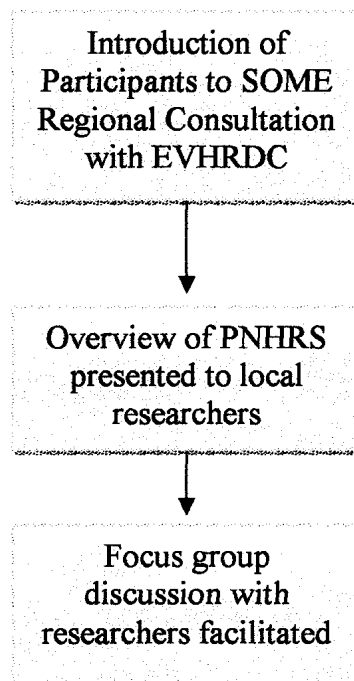 Introduction of
Participants to SOME
Regional Consultation
with EVHRDC
Overview of PNHRS
presented to local
researchers
Focus group
discussion with
researchers facilitated